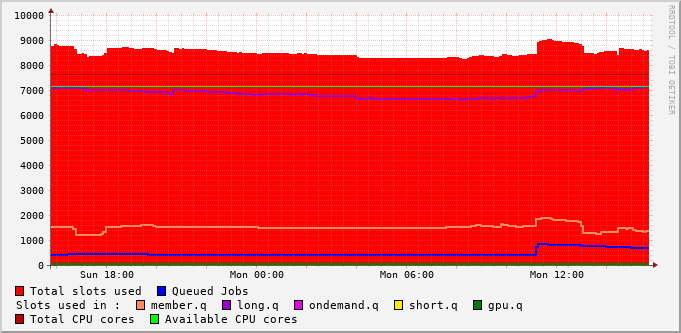 RRDTOOL / TOBI OETIKER
10000
9000
8000
7000
6000
5000
4000
3000
2000
1000
0
Sun 18:00 Mon 00:00 Mon 06:00 Mon 12:00
Total slots used Queued Jobs
Slots used in : member.q long.q ondemand.q short.q gpu.q
Total CPU cores Available CPU cores